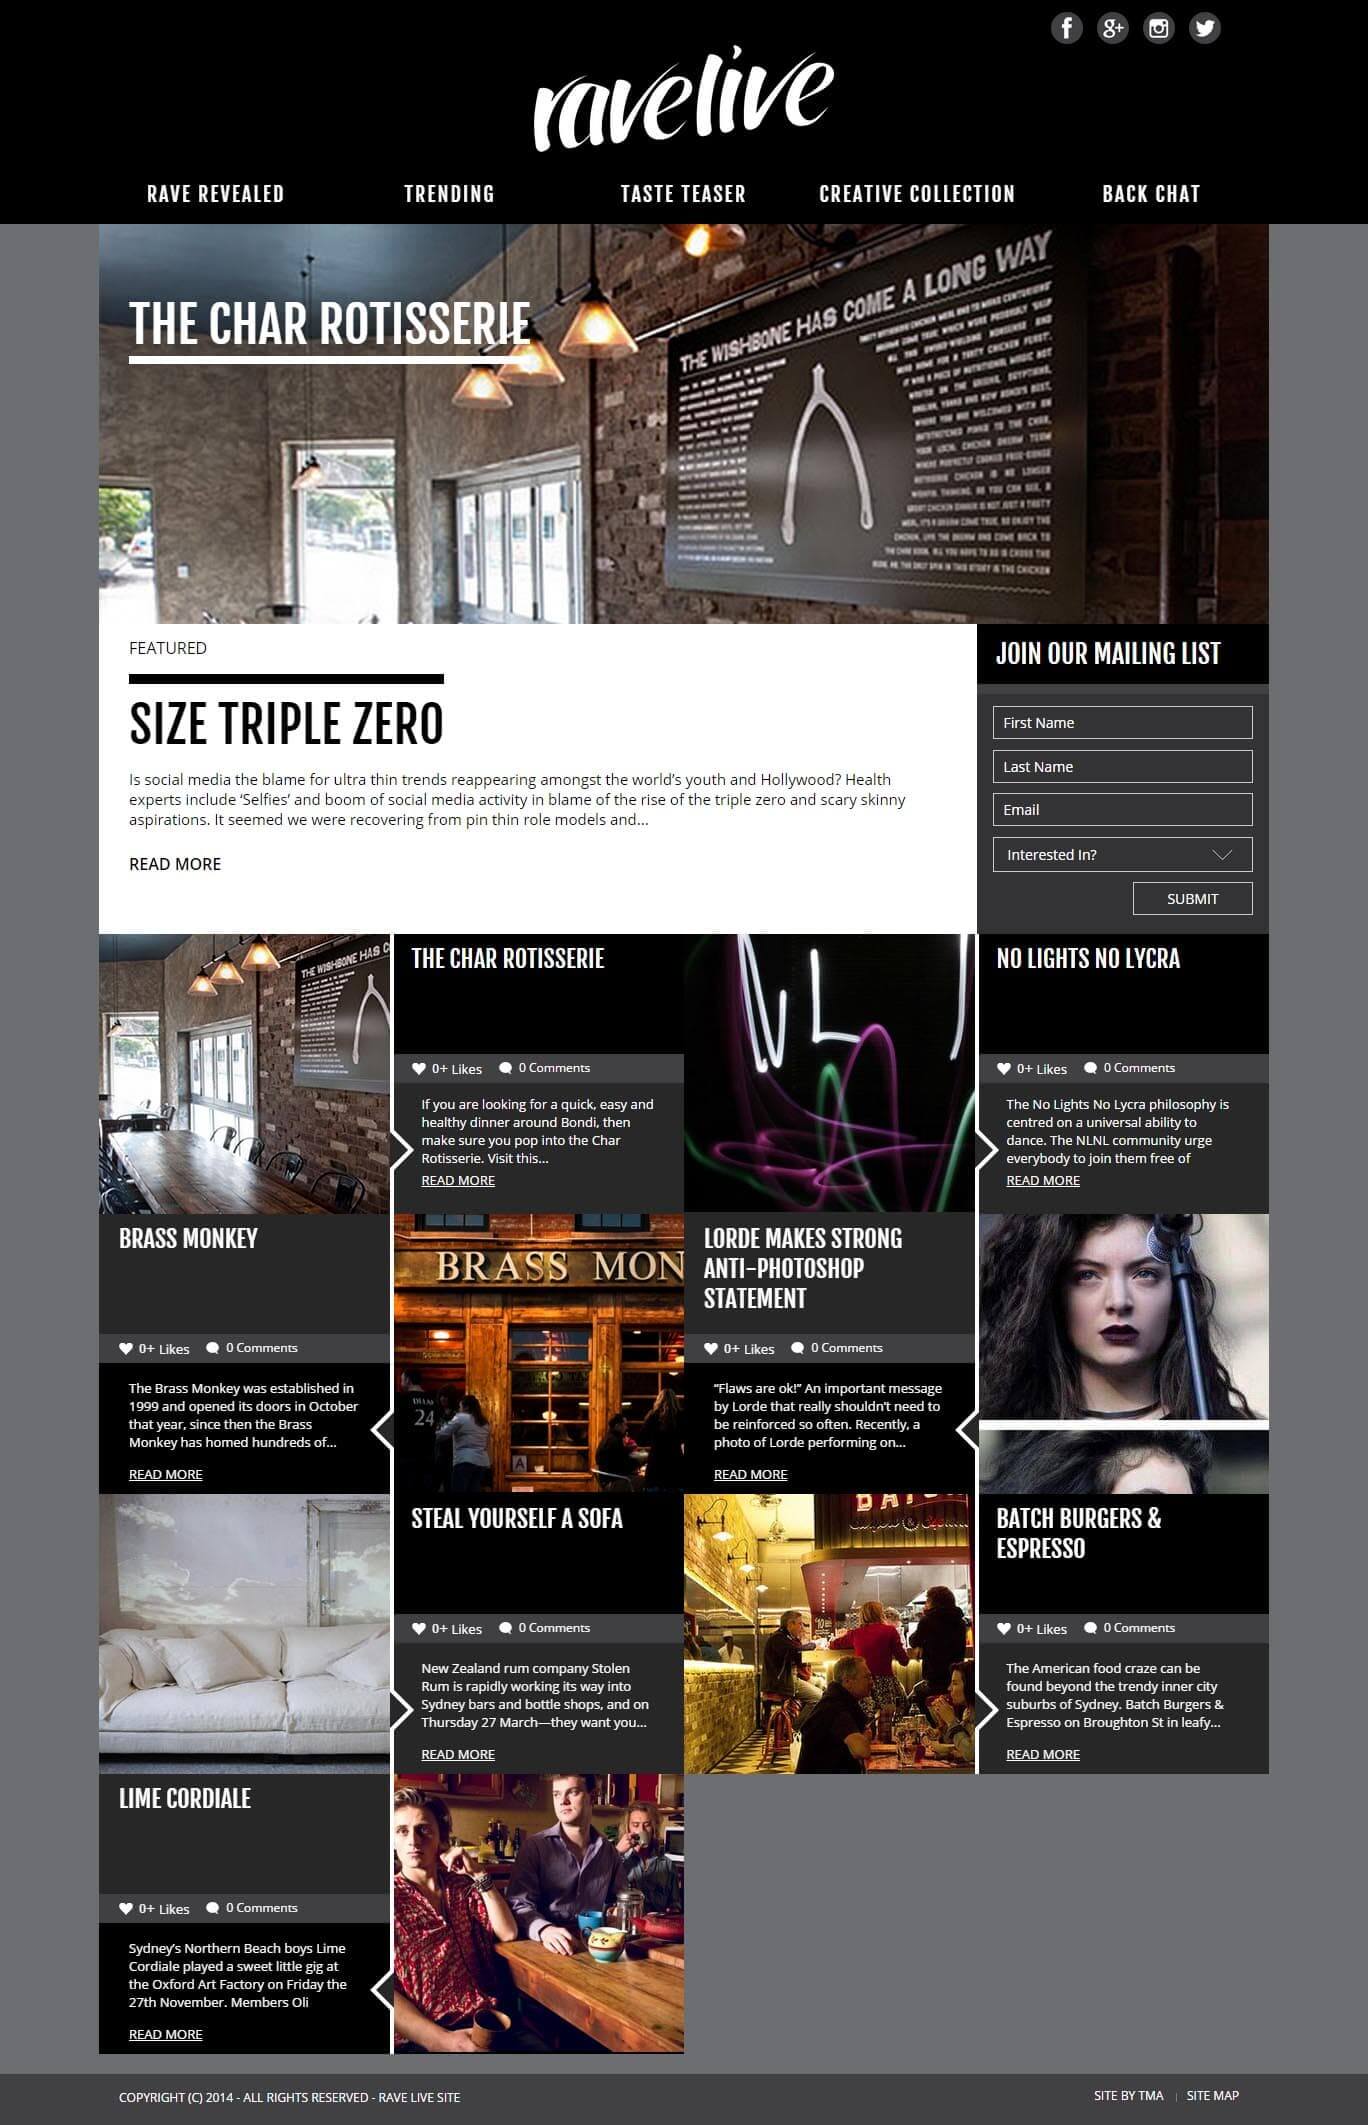 ravelive
RAVE REVEALED
TRENDING
TASTE TEASER
CREATIVE COLLECTION
BACK CHAT
THE CHAR ROTISSERIE
THE WISHBONE HAS COME A LONG WAY
FEATURED
SIZE TRIPLE ZERO
Is social media the blame for ultra thin trends reappearing amongst the world’s youth and Hollywood? Health
experts include ‘Selfies’ and boom of social media activity in blame of the rise of the triple zero and scary skinny
aspirations. It seemed we were recovering from pin thin role models and...
READ MORE
JOIN OUR MAILING LIST
First Name
Last Name
Email
Interested In?
SUBMIT
THE WISHBONE HAS C
THE CHAR ROTISSERIE
0+ Likes
0 Comments
If you are looking for a quick, easy and
healthy dinner around Bondi, then
make sure you pop into the Char
Rotisserie. Visit this...
READ MORE
NO LIGHTS NO LYCRA
0+ Likes
0 Comments
The No Lights No Lycra philosophy is
centred on a universal ability to
dance. The NLNL community urge
everybody to join them free of
READ MORE
BRASS MONKEY
0+ Likes
0 Comments
The Brass Monkey was established in
1999 and opened its doors in October
that year, since then the Brass
Monkey has homed hundreds of...
READ MORE
BRASS MON
24
A
LORDE MAKES STRONG
ANTI-PHOTOSHOP
STATEMENT
0+ Likes
0 Comments
“Flaws are ok!” An important message
by Lorde that really shouldn’t need to
be reinforced so often. Recently, a
photo of Lorde performing on...
READ MORE
STEAL YOURSELF A SOFA
0+ Likes
0 Comments
New Zealand rum company Stolen
Rum is rapidly working its way into
Sydney bars and bottle shops, and on
Thursday 27 March—they want you...
READ MORE
BATCH BURGERS &
ESPRESSO
0+ Likes
0 Comments
The American food craze can be
found beyond the trendy inner city
suburbs of Sydney. Batch Burgers &
Espresso on Broughton St in leafy...
READ MORE
LIME CORDIALE
0+ Likes
0 Comments
Sydney’s Northern Beach boys Lime
Cordiale played a sweet little gig at
the Oxford Art Factory on Friday the
27th November. Members Oli
READ MORE
COPYRIGHT (C) 2014 - ALL RIGHTS RESERVED - RAVE LIVE SITE
SITE BY TMA | SITE MAP